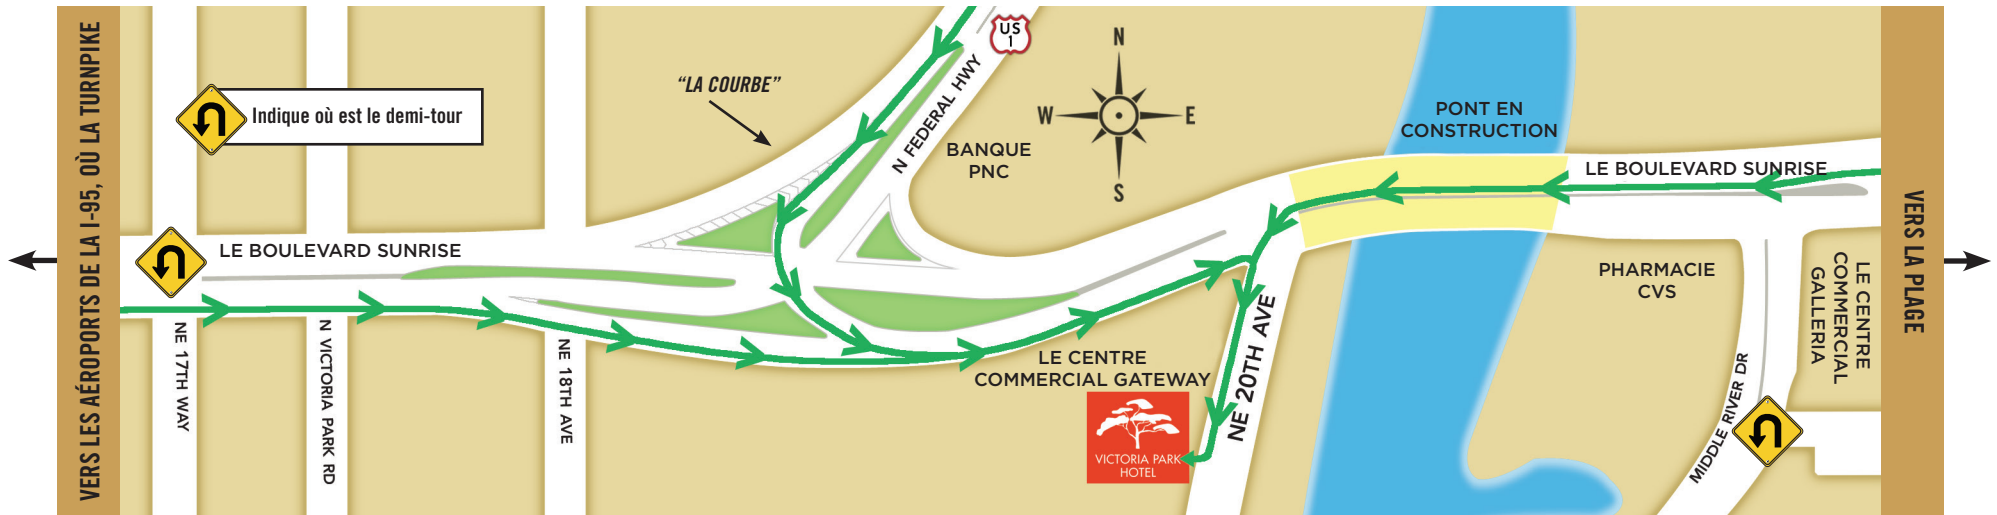 VERS LES AÉROPORTS DE LA I-95, OÙ LA TURNPIKE
Indique où est le demi-tour
"LA COURBE"
US
1
N FEDERAL HWY
BANQUE
PNC
N
W
E
S
PONT EN
CONSTRUCTION
LE BOULEVARD SUNRISE
LE BOULEVARD SUNRISE
NE 17TH WAY
N VICTORIA PARK RD
NE 18TH AVE
LE CENTRE
COMMERCIAL GATEWAY
VICTORIA PARK
HOTEL
NE 20TH AVE
PHARMACIE
CVS
MIDDLE RIVER DR
LE CENTRE
COMMERCIAL
GALLERIA
VERS LA PLAGE